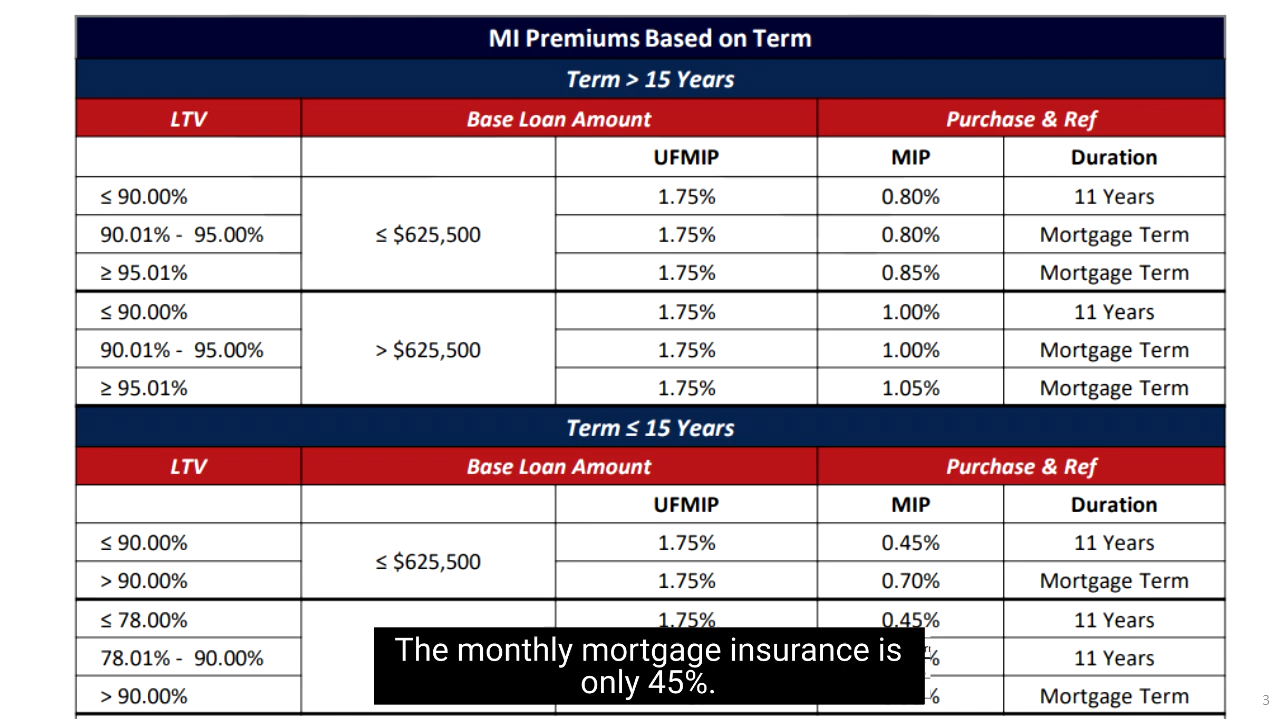 MI Premiums Based on Term
Term > 15 Years
LTV Base Loan Amount Purchase & Ref
UFMIP MIP Duration
≤ 90.00% 1.75% 0.80% 11 Years
90.01% - 95.00% ≤ $625,500 1.75% 0.80% Mortgage Term
≥ 95.01% 1.75% 0.85% Mortgage Term
≤ 90.00% 1.75% 1.00% 11 Years
90.01% - 95.00% > $625,500 1.75% 1.00% Mortgage Term
≥ 95.01% 1.75% 1.05% Mortgage Term
Term ≤ 15 Years
LTV Base Loan Amount Purchase & Ref
UFMIP MIP Duration
≤ 90.00% ≤ $625,500 1.75% 0.45% 11 Years
> 90.00% 1.75% 0.70% Mortgage Term
≤ 78.00% 1.75% 0.45% 11 Years
78.01% - 90.00% % 11 Years
> 90.00% % Mortgage Term
The monthly mortgage insurance is
only 45%.
3